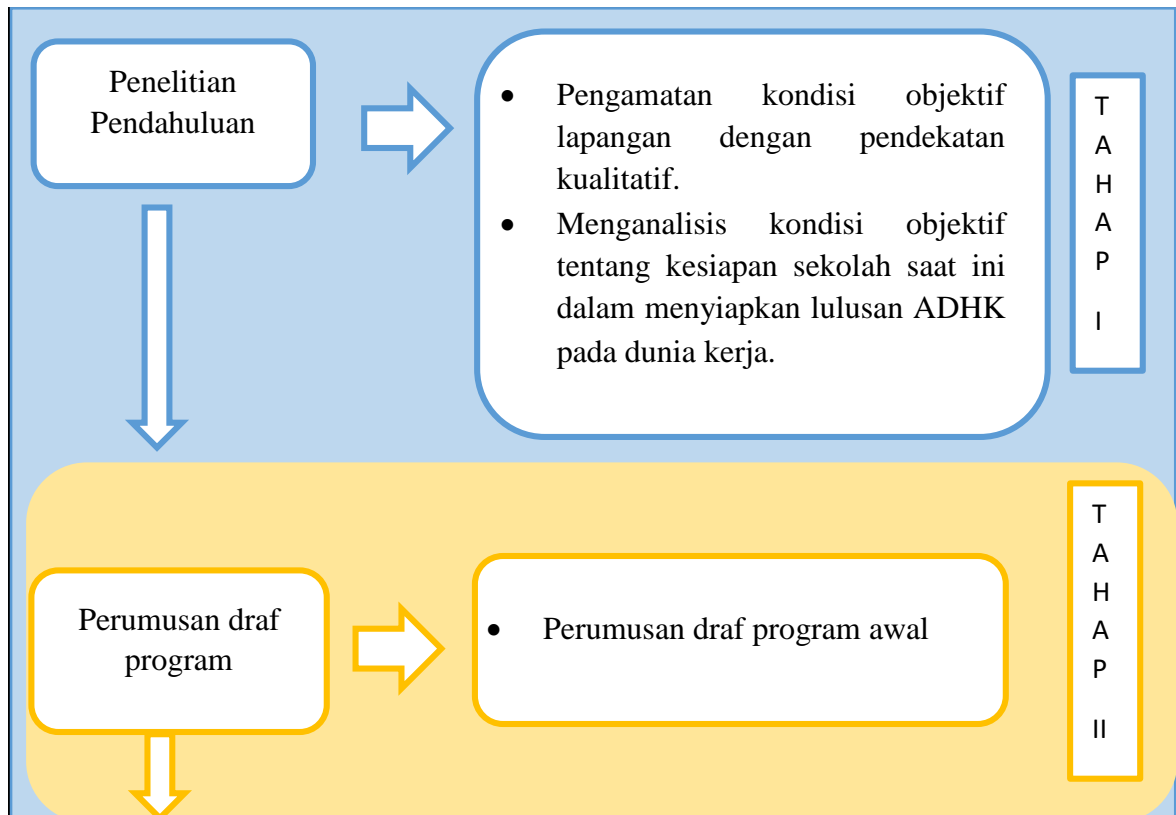 Penelitian
Pendahuluan
• Pengamatan kondisi objektif
lapangan dengan pendekatan
kualitatif.
• Menganalisis kondisi objektif
tentang kesiapan sekolah saat ini
dalam menyiapkan lulusan ADHK
pada dunia kerja.
T
A
H
A
P
I
Perumusan draf
program
• Perumusan draf program awal
T
A
H
A
P
II